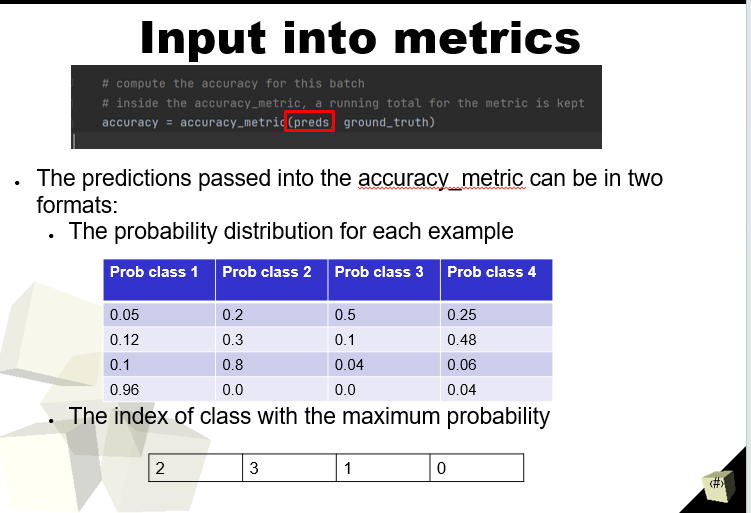 Input into metrics
# compute the accuracy for this batch
# inside the accuracy_metric, a running total for the metric is kept
accuracy = accuracy_metric(preds, ground_truth)
• The predictions passed into the accuracy_metric can be in two
formats:
• The probability distribution for each example
Prob class 1 Prob class 2 Prob class 3 Prob class 4
0.05 0.2 0.5 0.25
0.12 0.3 0.1 0.48
0.1 0.8 0.04 0.06
0.96 0.0 0.0 0.04
• The index of class with the maximum probability
2 3 1 0
‹#›